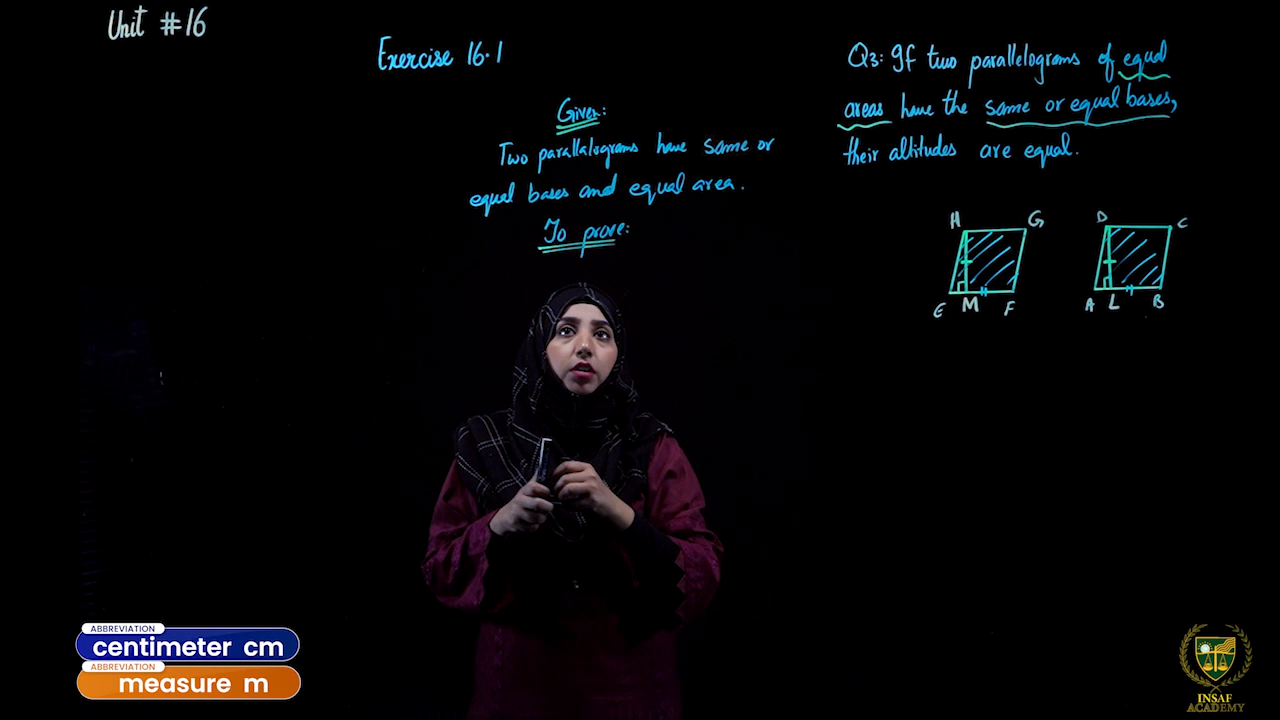 Unit #16
Exercise 16.1
Given:
Two parallalograms have same or
equal bases and equal area.
To prove:
Q3: If two parallelograms of equal
areas have the same or equal bases,
their altitudes are equal.
H G
E M F
D C
A L B
ABBREVIATION
centimeter cm
ABBREVIATION
measure m
INSAF
ACADEMY